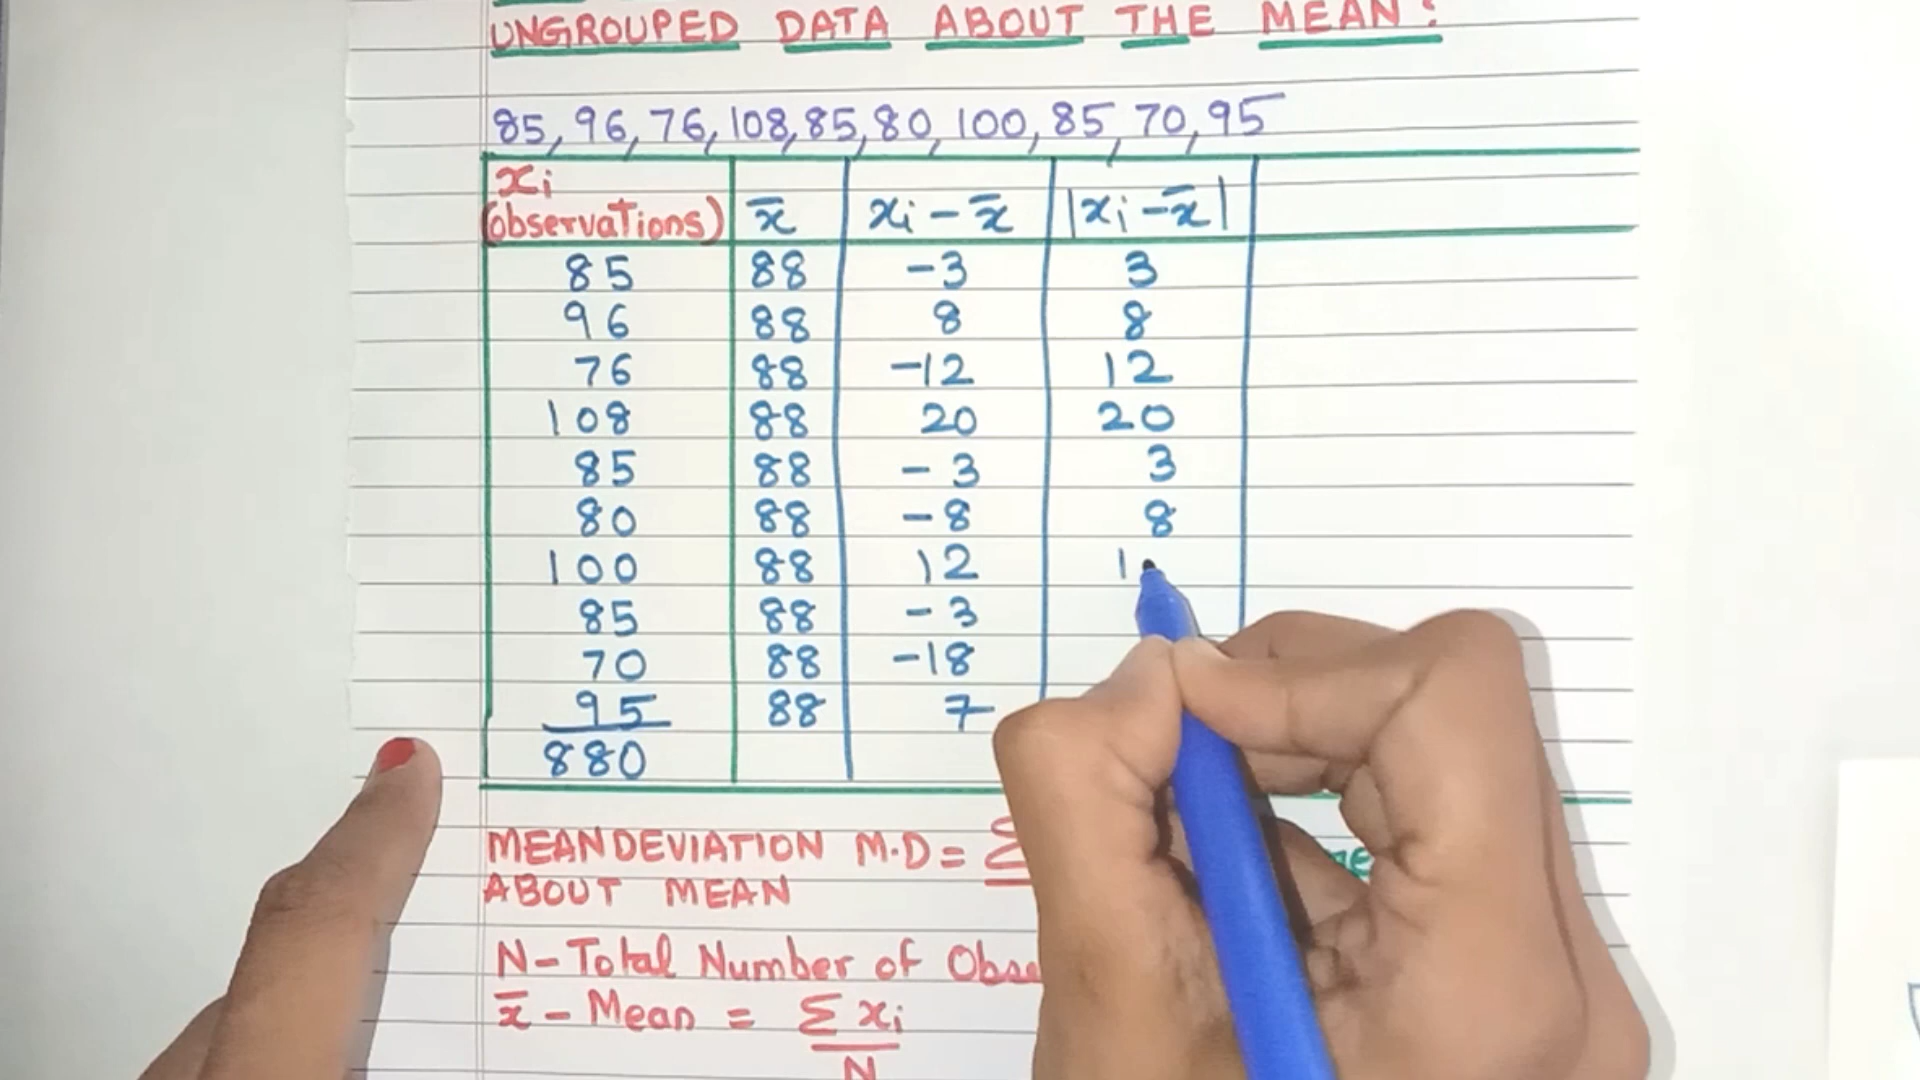 UNGROUPED DATA ABOUT THE MEAN:
85, 96, 76, 108, 85, 80, 100, 85, 70, 95
xi
(observations) x̄ xi - x̄ |xi - x̄|
85 88 -3 3
96 88 8 8
76 88 -12 12
108 88 20 20
85 88 -3 3
80 88 -8 8
100 88 12 1
85 88 -3
70 88 -18
95 88 7
880
MEAN DEVIATION M.D = Σ
ABOUT MEAN
N - Total Number of
x̄ - Mean = Σ xi
N